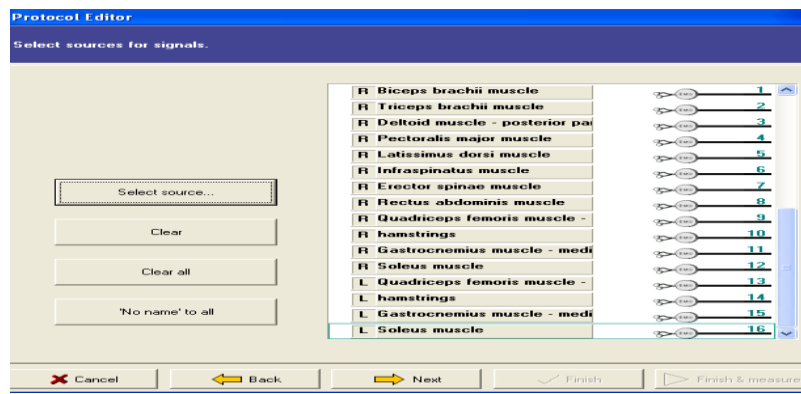 Protocol Editor
Select sources for signals.
R Biceps brachii muscle 1
R Triceps brachii muscle 2
R Deltoid muscle - posterior pai 3
R Pectoralis major muscle 4
R Latissimus dorsi muscle 5
R Infraspinatus muscle 6
R Erector spinae muscle 7
R Rectus abdominis muscle 8
R Quadriceps femoris muscle - 9
R hamstrings 10
R Gastrocnemius muscle - medi 11
R Soleus muscle 12
L Quadriceps femoris muscle - 13
L hamstrings 14
L Gastrocnemius muscle - medi 15
L Soleus muscle 16
Select source...
Clear
Clear all
'No name' to all
Cancel Back Next Finish Finish & measure